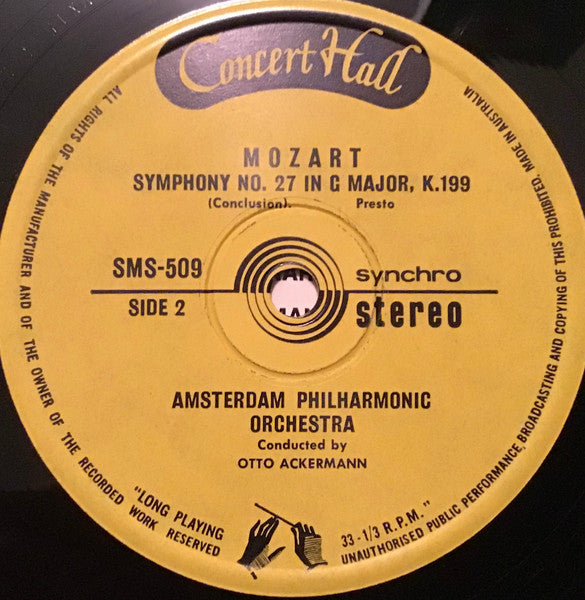 Concert Hall
MOZART
SYMPHONY NO. 27 IN G MAJOR, K.199
(Conclusion). Presto
SMS-509
synchro
SIDE 2
stereo
AMSTERDAM PHILHARMONIC
ORCHESTRA
Conducted by
OTTO ACKERMANN
"LONG PLAYING
33-1/3 R.P.M."
ALL RIGHTS OF THE MANUFACTURER AND OF THE OWNER OF THE RECORDED WORK RESERVED
UNAUTHORISED PUBLIC PERFORMANCE, BROADCASTING AND COPYING OF THIS PROHIBITED. MADE IN AUSTRALIA